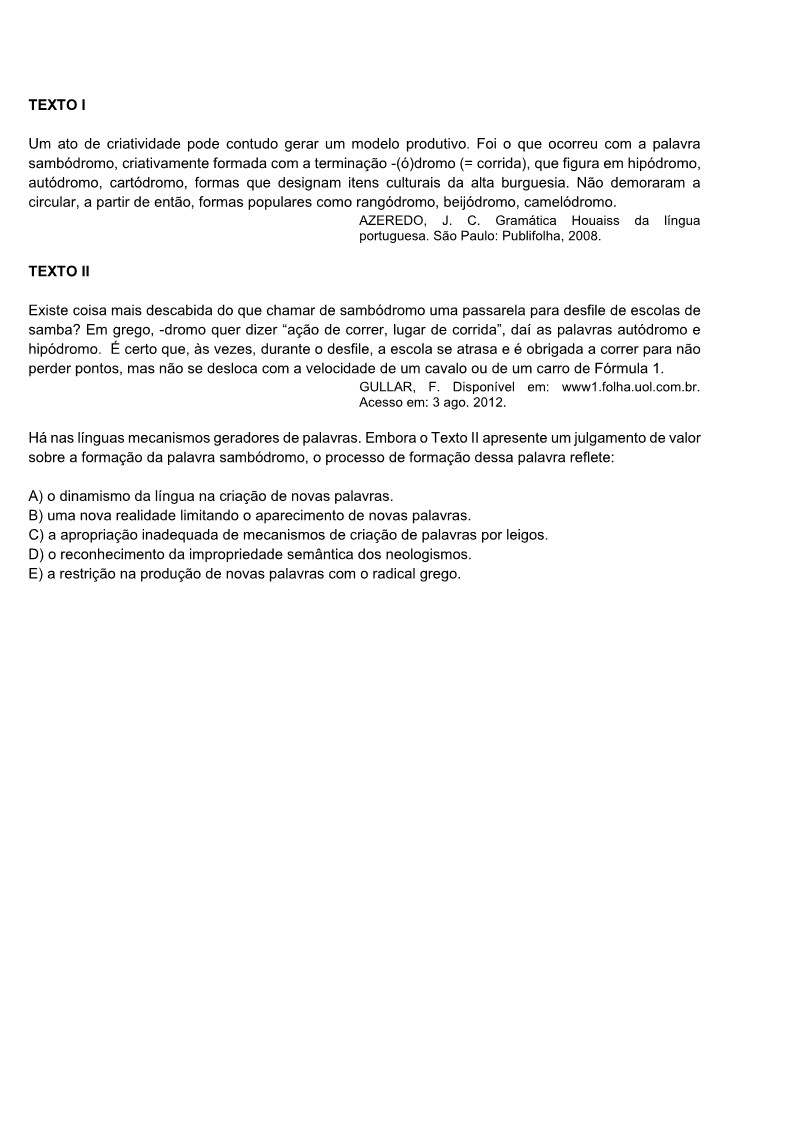 TEXTO I
Um ato de criatividade pode contudo gerar um modelo produtivo. Foi o que ocorreu com a palavra
sambódromo, criativamente formada com a terminação -(ó)dromo (= corrida), que figura em hipódromo,
autódromo, cartódromo, formas que designam itens culturais da alta burguesia. Não demoraram a
circular, a partir de então, formas populares como rangódromo, beijódromo, camelódromo.
AZEREDO, J. C. Gramática Houaiss da língua
portuguesa. São Paulo: Publifolha, 2008.
TEXTO II
Existe coisa mais descabida do que chamar de sambódromo uma passarela para desfile de escolas de
samba? Em grego, -dromo quer dizer “ação de correr, lugar de corrida”, daí as palavras autódromo e
hipódromo. É certo que, às vezes, durante o desfile, a escola se atrasa e é obrigada a correr para não
perder pontos, mas não se desloca com a velocidade de um cavalo ou de um carro de Fórmula 1.
GULLAR, F. Disponível em: www1.folha.uol.com.br.
Acesso em: 3 ago. 2012.
Há nas línguas mecanismos geradores de palavras. Embora o Texto II apresente um julgamento de valor
sobre a formação da palavra sambódromo, o processo de formação dessa palavra reflete:
A) o dinamismo da língua na criação de novas palavras.
B) uma nova realidade limitando o aparecimento de novas palavras.
C) a apropriação inadequada de mecanismos de criação de palavras por leigos.
D) o reconhecimento da impropriedade semântica dos neologismos.
E) a restrição na produção de novas palavras com o radical grego.